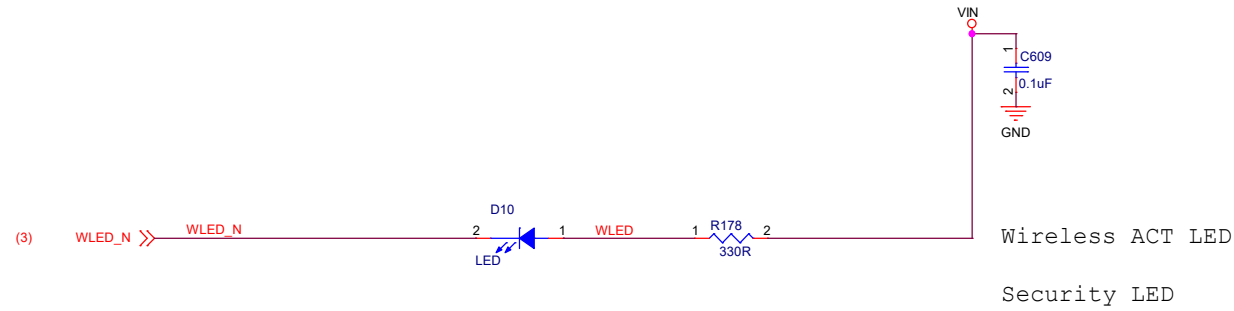 VIN
1
C609
0.1uF
2
GND
D10
R178
(3)
WLED_N
WLED_N
2
1
WLED
1
2
LED
330R
Wireless ACT LED
Security LED